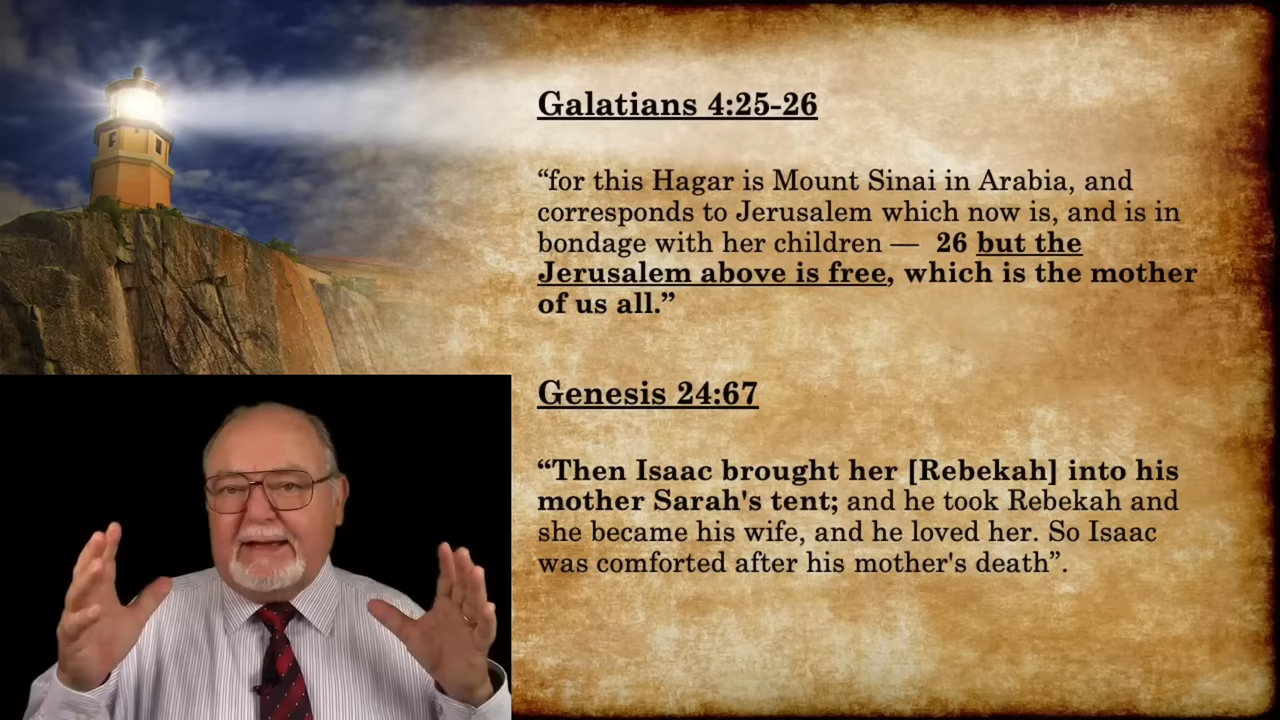 Galatians 4:25-26
“for this Hagar is Mount Sinai in Arabia, and
corresponds to Jerusalem which now is, and is in
bondage with her children — 26 but the
Jerusalem above is free, which is the mother
of us all.”
Genesis 24:67
“Then Isaac brought her [Rebekah] into his
mother Sarah's tent; and he took Rebekah and
she became his wife, and he loved her. So Isaac
was comforted after his mother's death”.